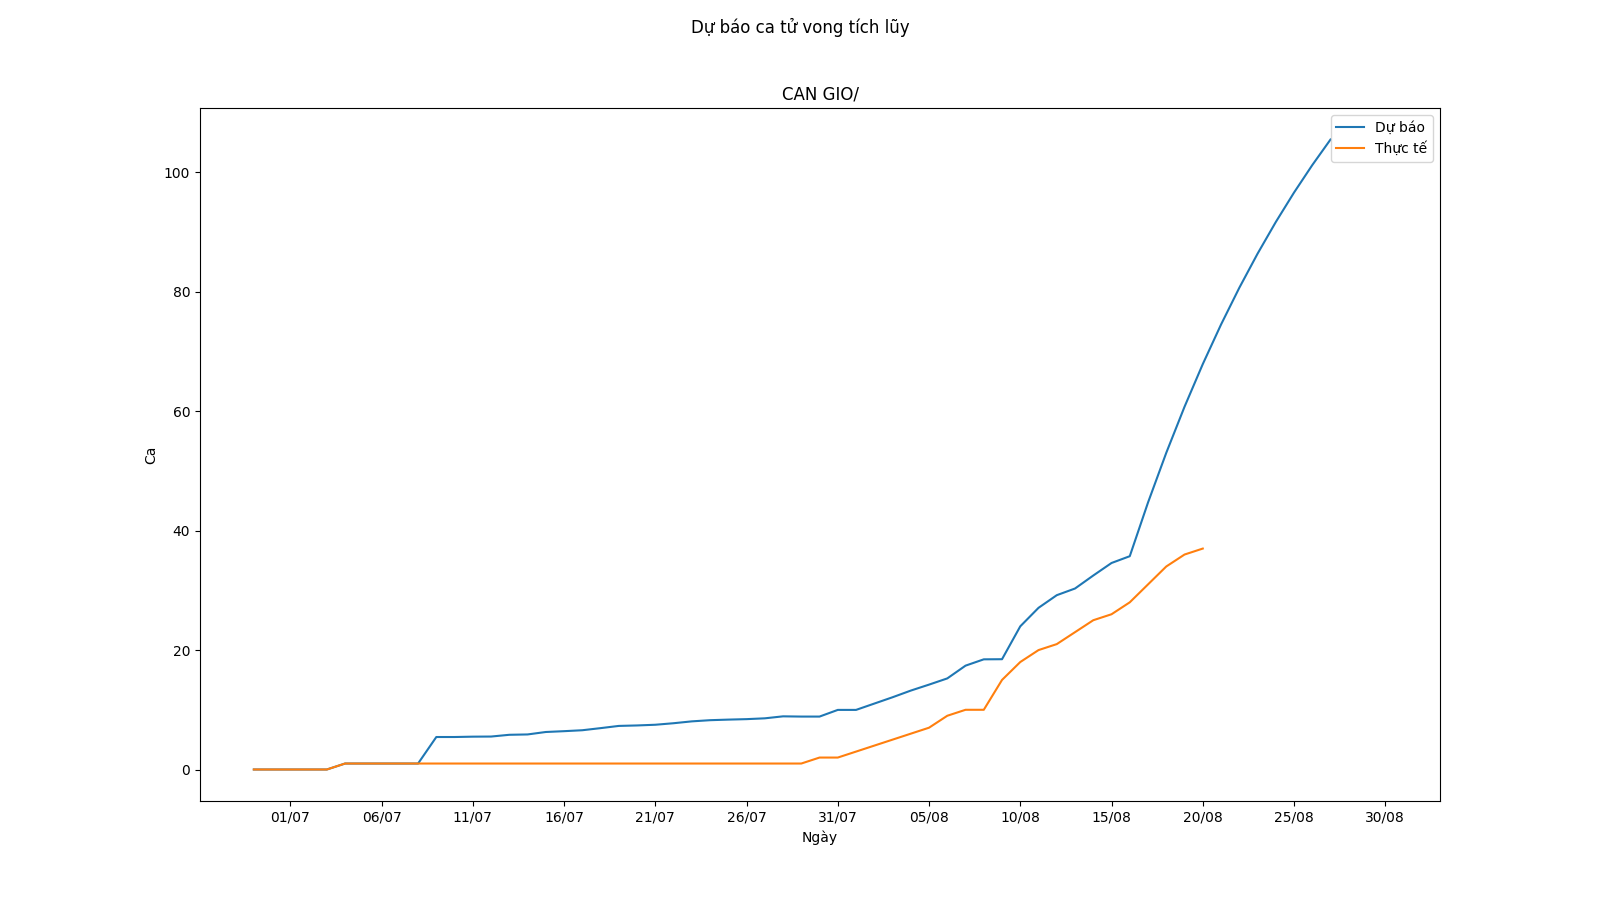 Dự báo ca tử vong tích lũy
CAN GIO/
Dự báo
Thực tế
100
80
60
40
20
0
Ca
01/07 06/07 11/07 16/07 21/07 26/07 31/07 05/08 10/08 15/08 20/08 25/08 30/08
Ngày